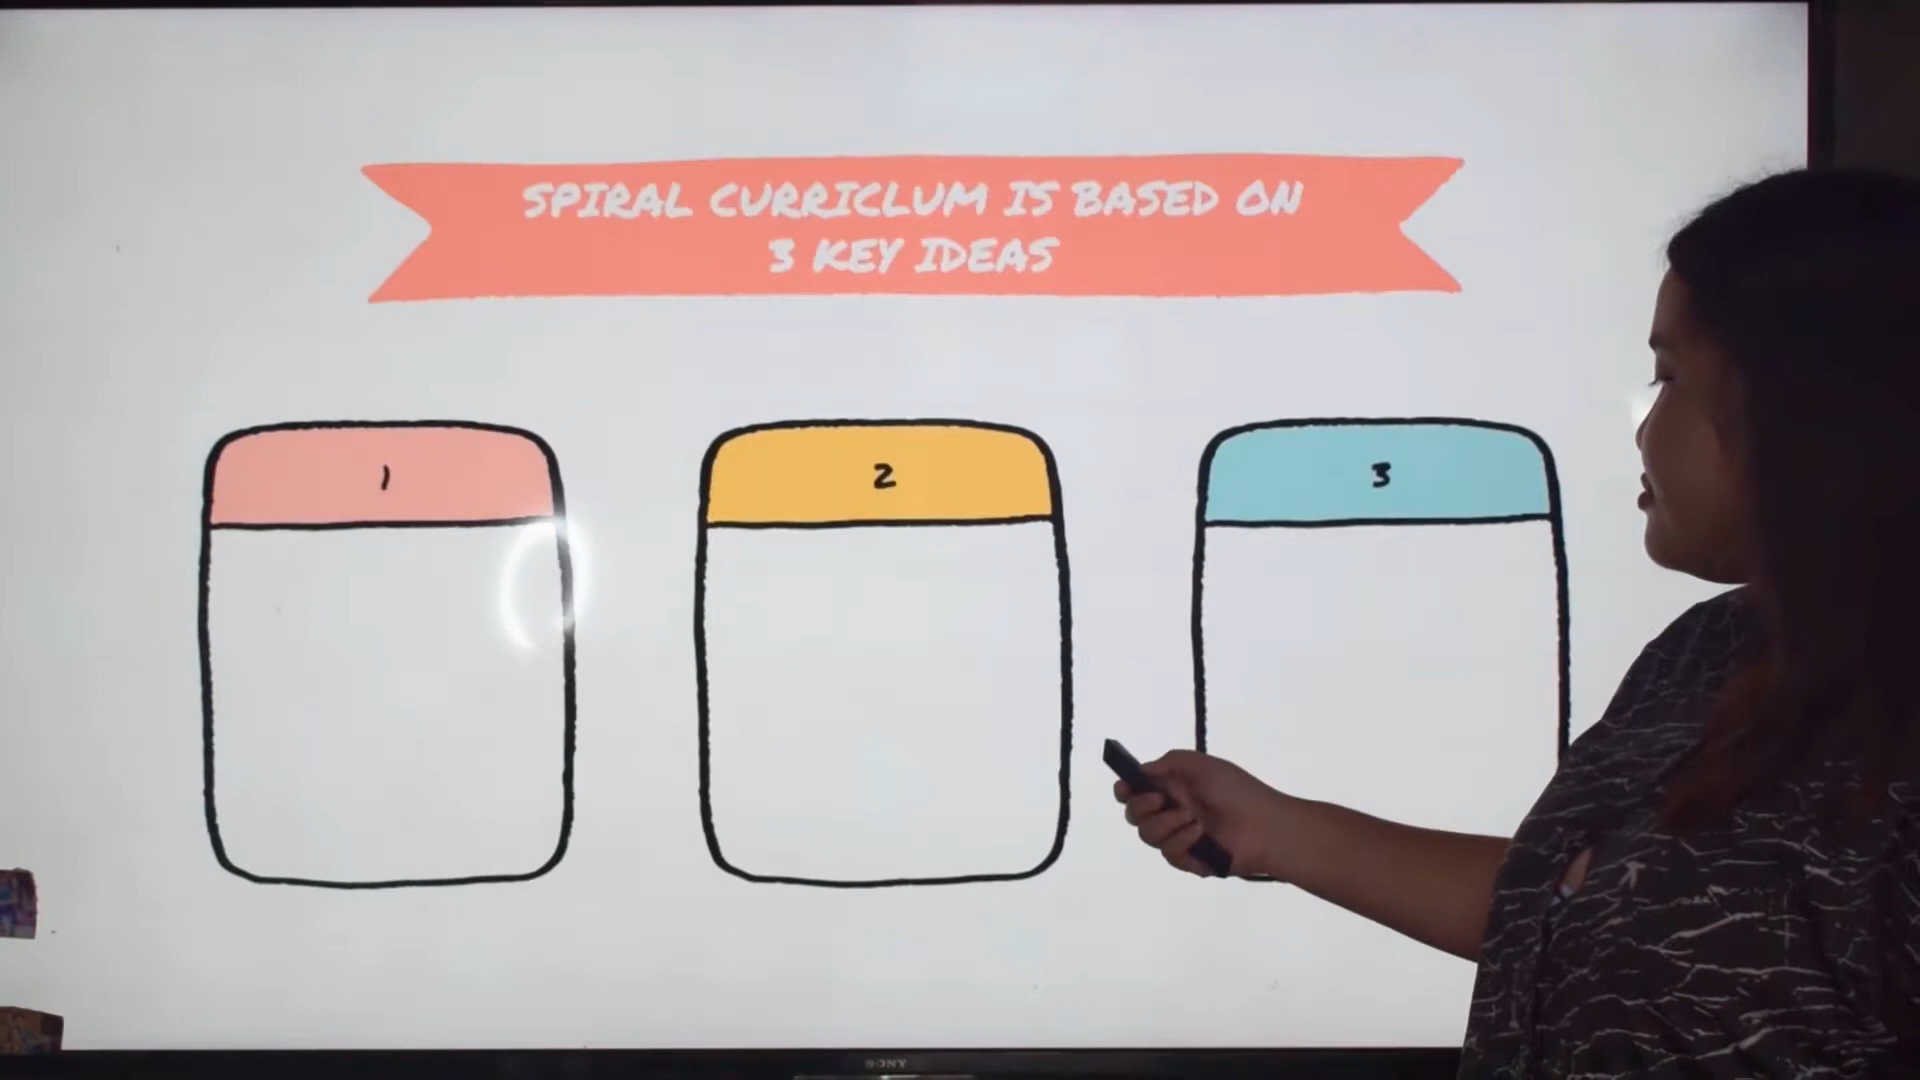 SPIRAL CURRICLUM IS BASED ON
3 KEY IDEAS
1
2
3
SONY